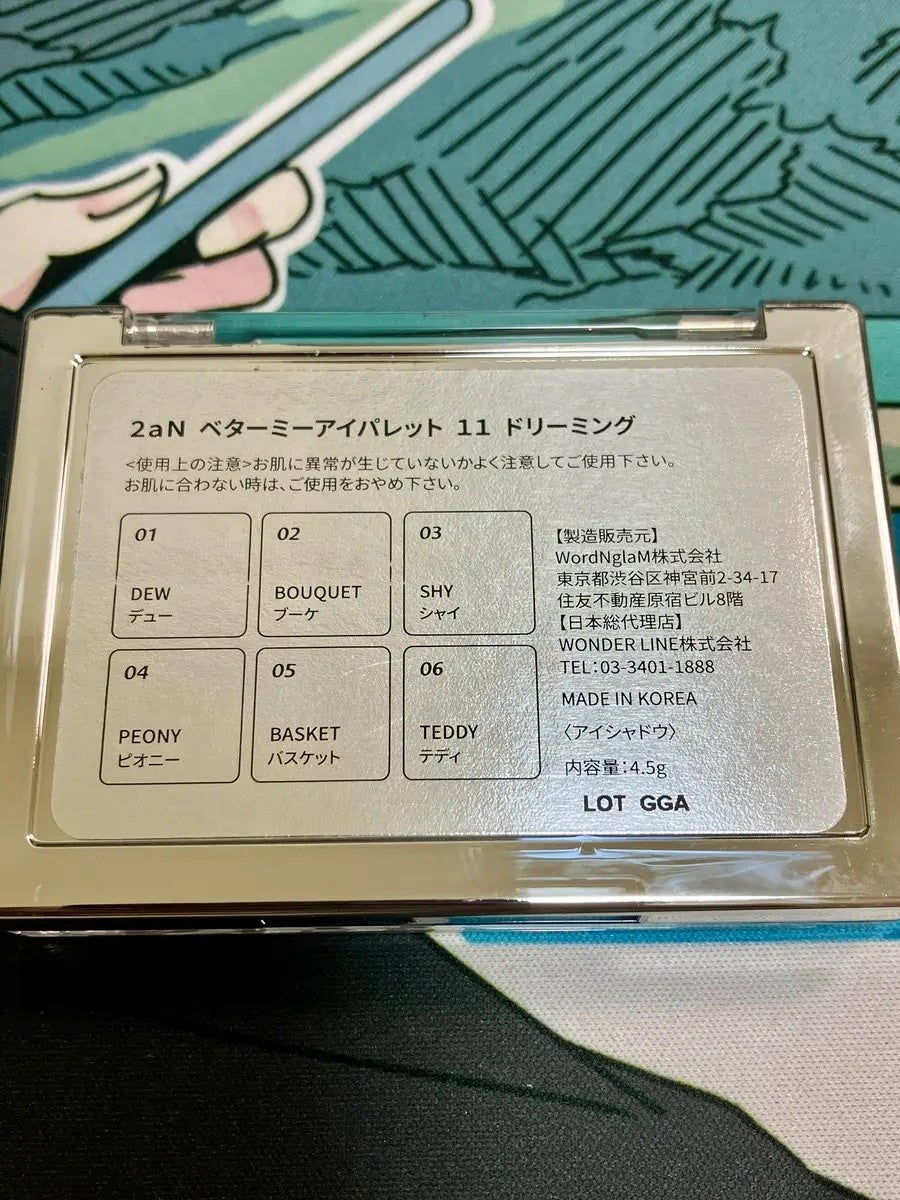 2aN ベターミーアイパレット 11 ドリーミング
<使用上の注意>お肌に異常が生じていないかよく注意してご使用下さい。
お肌に合わない時は、ご使用をおやめ下さい。
01
DEW
デュー
02
BOUQUET
ブーケ
03
SHY
シャイ
04
PEONY
ピオニー
05
BASKET
バスケット
06
TEDDY
テディ
【製造販売元】
WordNglaM株式会社
東京都渋谷区神宮前2-34-17
住友不動産原宿ビル8階
【日本総代理店】
WONDER LINE株式会社
TEL:03-3401-1888
MADE IN KOREA
〈アイシャドウ〉
内容量:4.5g
LOT GGA